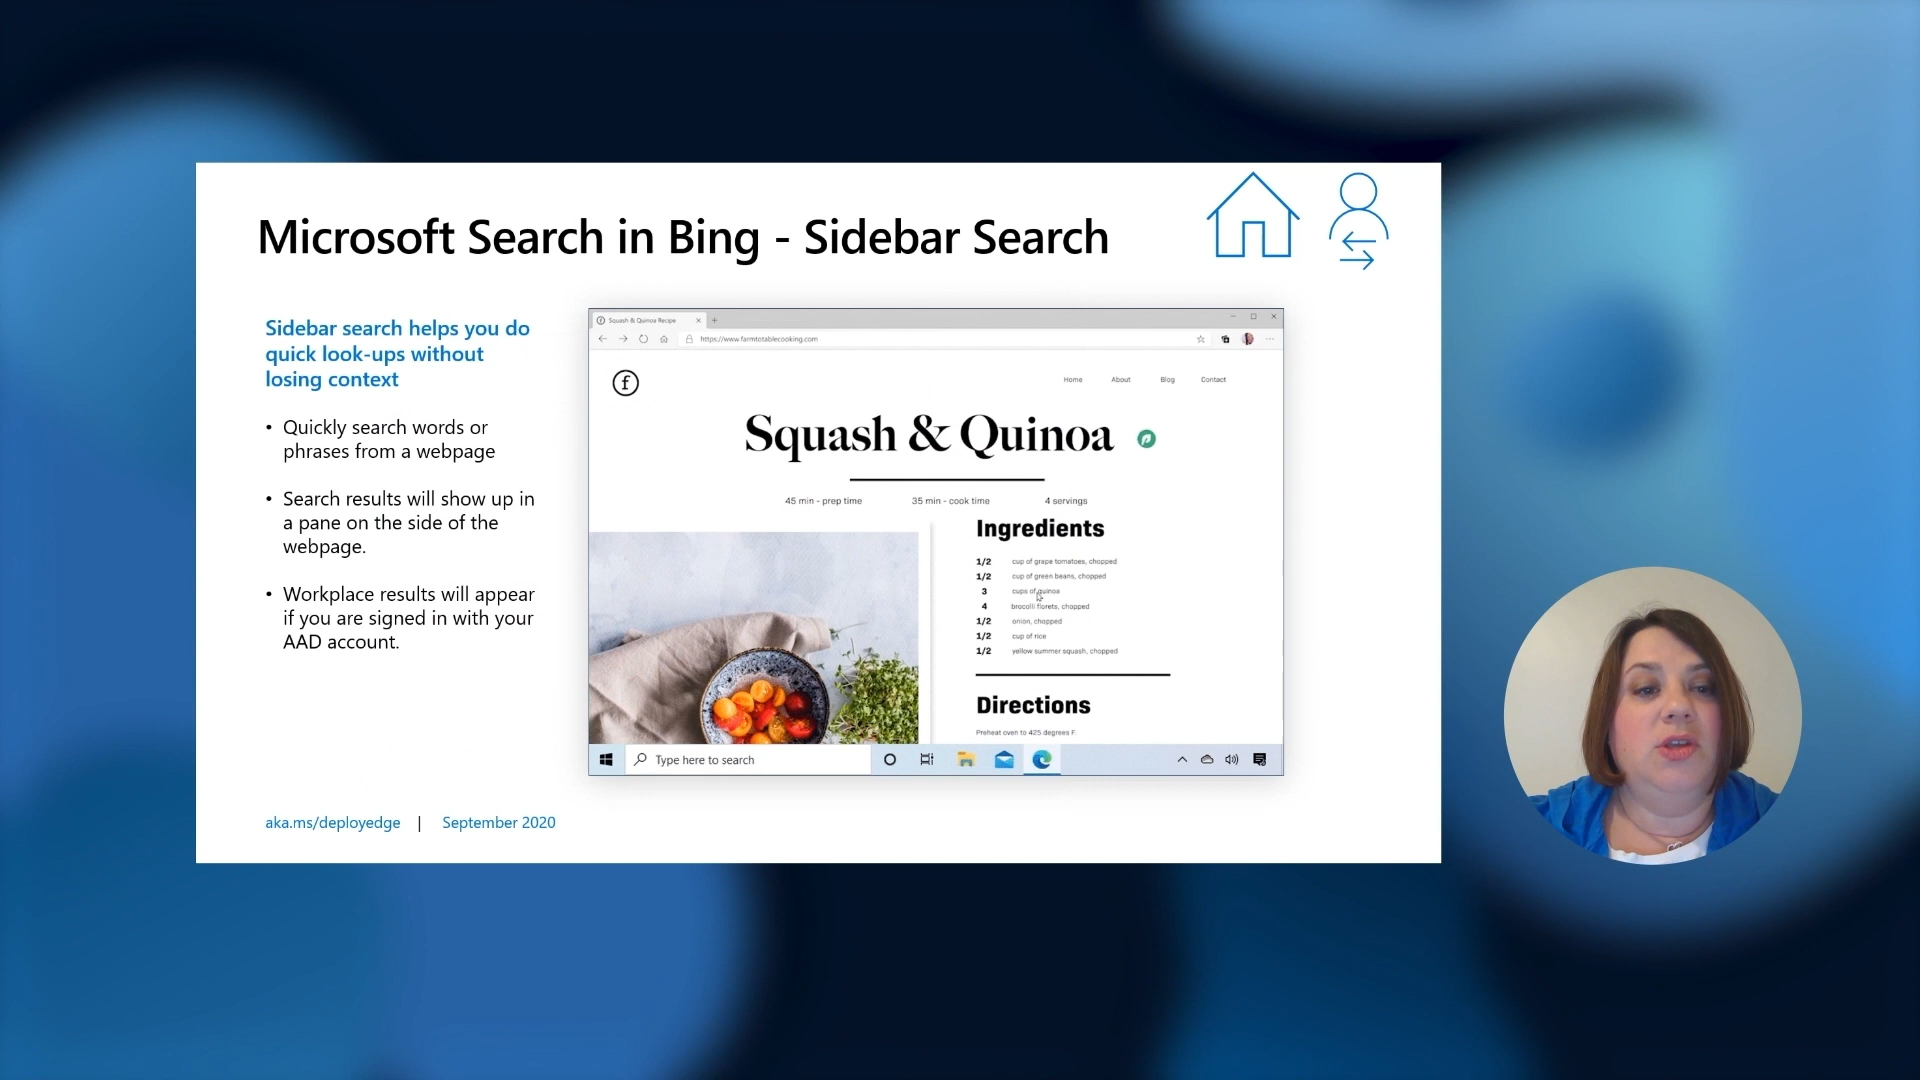 Microsoft Search in Bing - Sidebar Search
Sidebar search helps you do
quick look-ups without
losing context
• Quickly search words or
phrases from a webpage
• Search results will show up in
a pane on the side of the
webpage.
• Workplace results will appear
if you are signed in with your
AAD account.
aka.ms/deployedge | September 2020
Squash & Quinoa Recipe
https://www.farmtotablecooking.com
f
Home About Blog Contact
Squash & Quinoa
45 min - prep time 35 min - cook time 4 servings
Ingredients
1/2 cup of grape tomatoes, chopped
1/2 cup of green beans, chopped
3 cups of quinoa
4 brocolli florets, chopped
1/2 onion, chopped
1/2 cup of rice
1/2 yellow summer squash, chopped
Directions
Preheat oven to 425 degrees F.
Type here to search